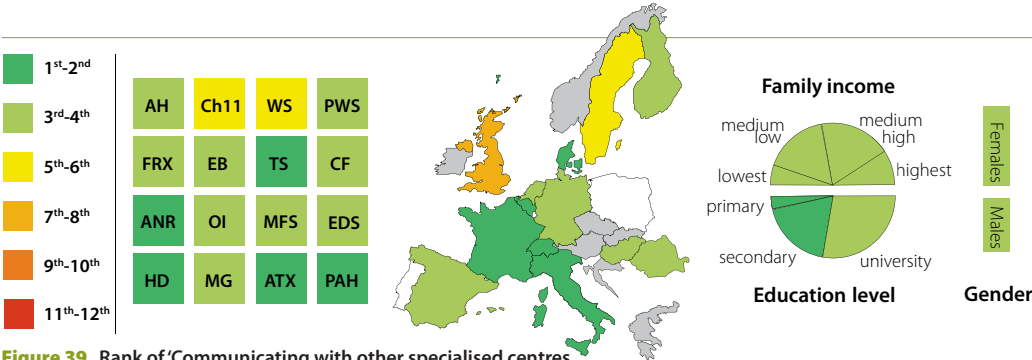 1st-2nd
3rd-4th
5th-6th
7th-8th
9th-10th
11th-12th
AH Ch11 WS PWS
FRX EB TS CF
ANR OI MFS EDS
HD MG ATX PAH
Family income
medium low
medium high
lowest
highest
primary
secondary
university
Education level
Females
Males
Gender
Figure 39 Rank of ‘Communicating with other specialised centres